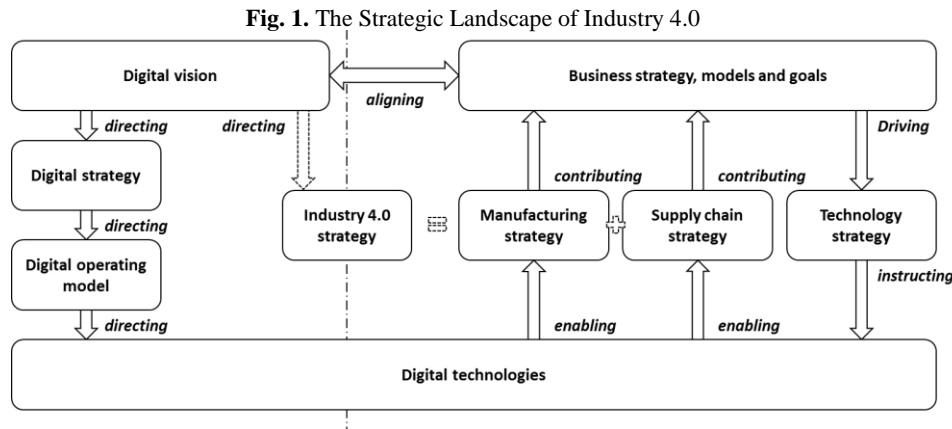 Fig. 1. The Strategic Landscape of Industry 4.0
Digital vision
Business strategy, models and goals
aligning
directing
directing
Driving
Digital strategy
contributing
contributing
directing
Industry 4.0
strategy
Manufacturing
strategy
Supply chain
strategy
Technology
strategy
Digital operating
model
instructing
directing
enabling
enabling
Digital technologies